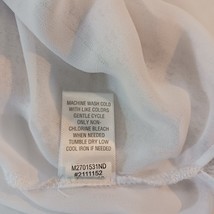 MACHINE WASH COLD
WITH LIKE COLORS
GENTLE CYCLE
ONLY NON-
CHLORINE BLEACH
WHEN NEEDED
TUMBLE DRY LOW
COOL IRON IF NEEDED
M2701531ND
#2111152